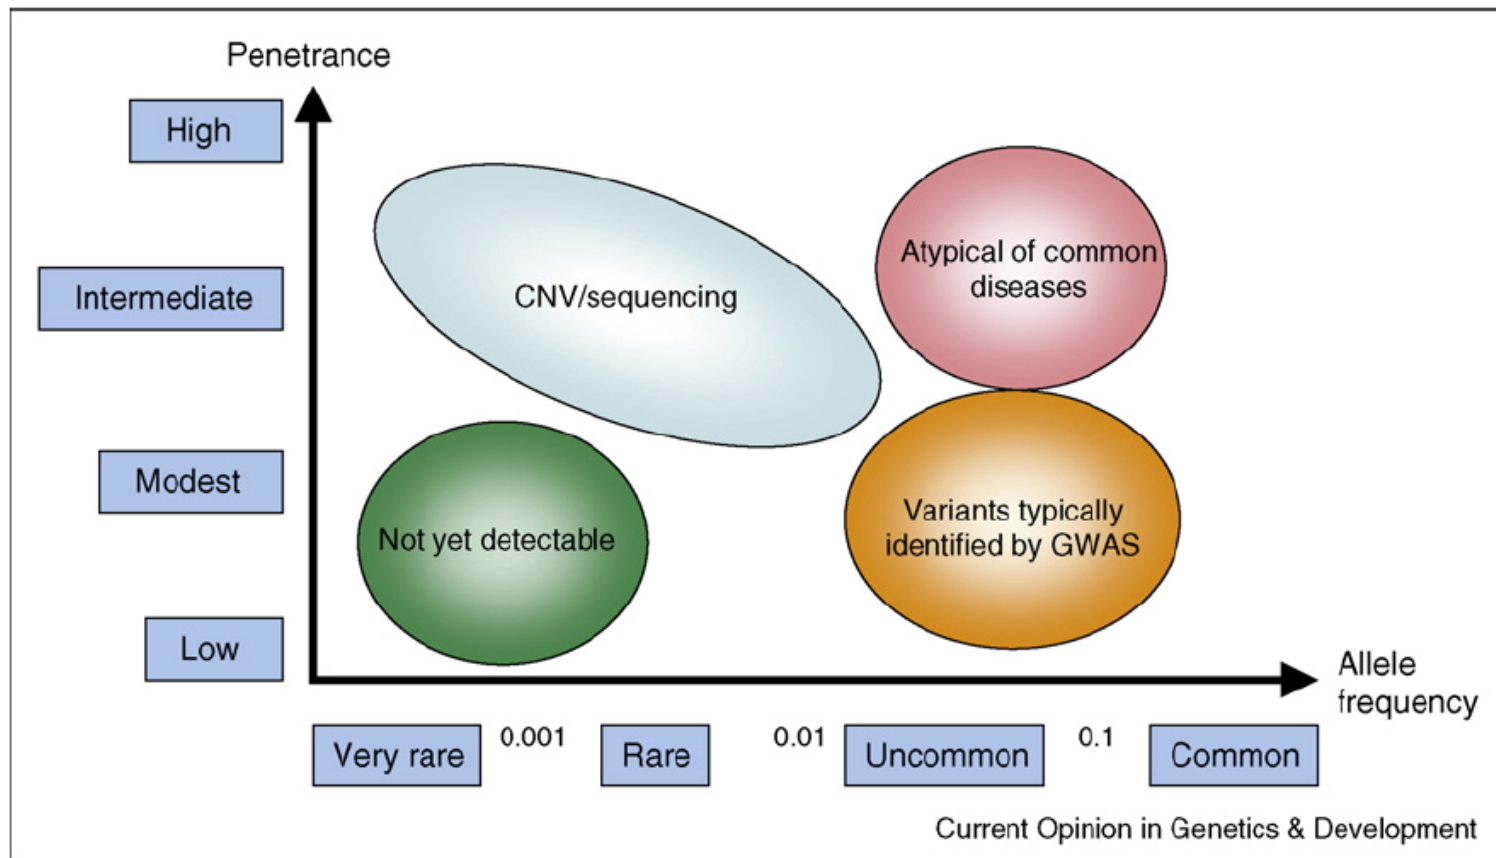 Penetrance
High
Atypical of common
diseases
Intermediate
CNV/sequencing
Modest
Variants typically
identified by GWAS
Not yet detectable
Low
Allele
frequency
Very rare
0.001
Rare
0.01
Uncommon
0.1
Common
Current Opinion in Genetics & Development